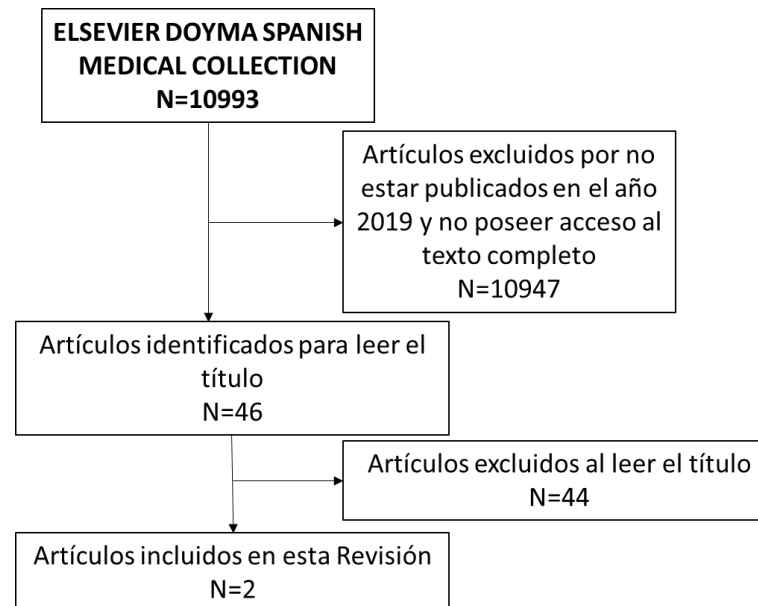 ELSEVIER DOYMA SPANISH
MEDICAL COLLECTION
N=10993
Artículos excluidos por no
estar publicados en el año
2019 y no poseer acceso al
texto completo
N=10947
Artículos identificados para leer el
título
N=46
Artículos excluidos al leer el título
N=44
Artículos incluidos en esta Revisión
N=2